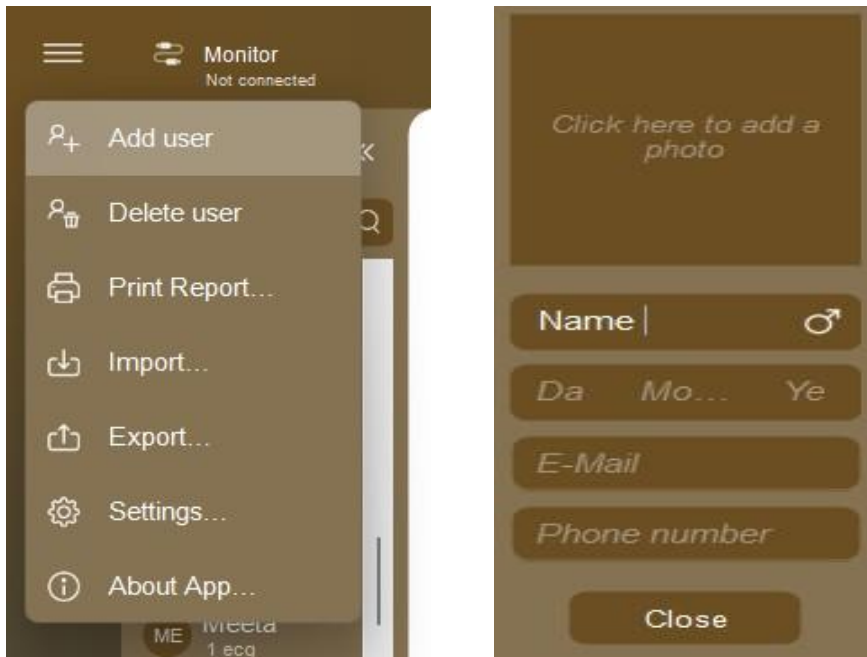 Monitor
Not connected
Add user
Delete user
Print Report...
Import...
Export...
Settings...
About App...
ME Meeta
1 ecg
Click here to add a
photo
Name
Da Mo... Ye
E-Mail
Phone number
Close